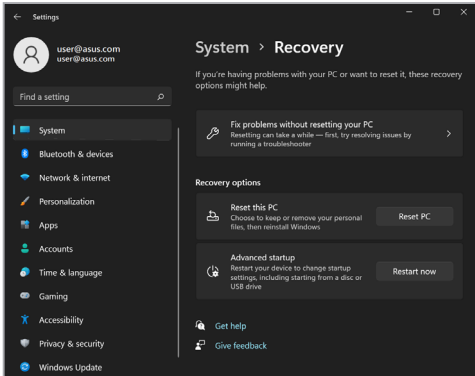 Settings
user@asus.com
user@asus.com
Find a setting
System
Bluetooth & devices
Network & internet
Personalization
Apps
Accounts
Time & language
Gaming
Accessibility
Privacy & security
Windows Update
System > Recovery
If you're having problems with your PC or want to reset it, these recovery
options might help.
Fix problems without resetting your PC
Resetting can take a while — first, try resolving issues by
running a troubleshooter
Recovery options
Reset this PC
Choose to keep or remove your personal
files, then reinstall Windows
Reset PC
Advanced startup
Restart your device to change startup
settings, including starting from a disc or
USB drive
Restart now
Get help
Give feedback